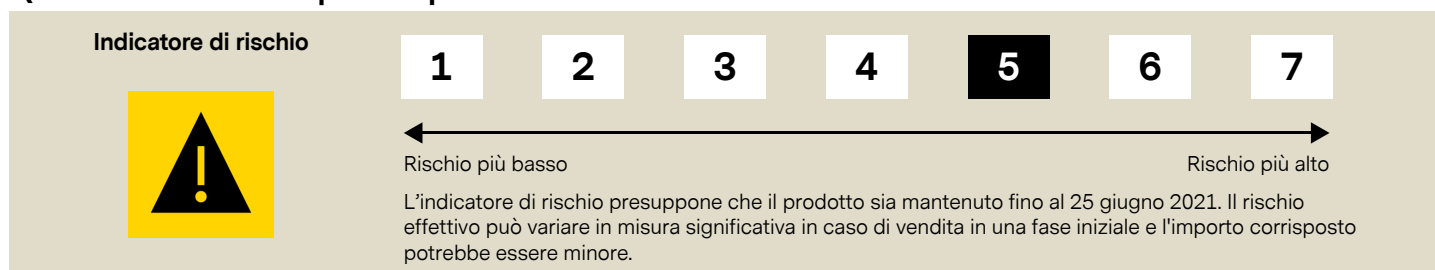 Indicatore di rischio
1 2 3 4 5 6 7
Rischio più basso Rischio più alto
L'indicatore di rischio presuppone che il prodotto sia mantenuto fino al 25 giugno 2021. Il rischio
effettivo può variare in misura significativa in caso di vendita in una fase iniziale e l'importo corrisposto
potrebbe essere minore.